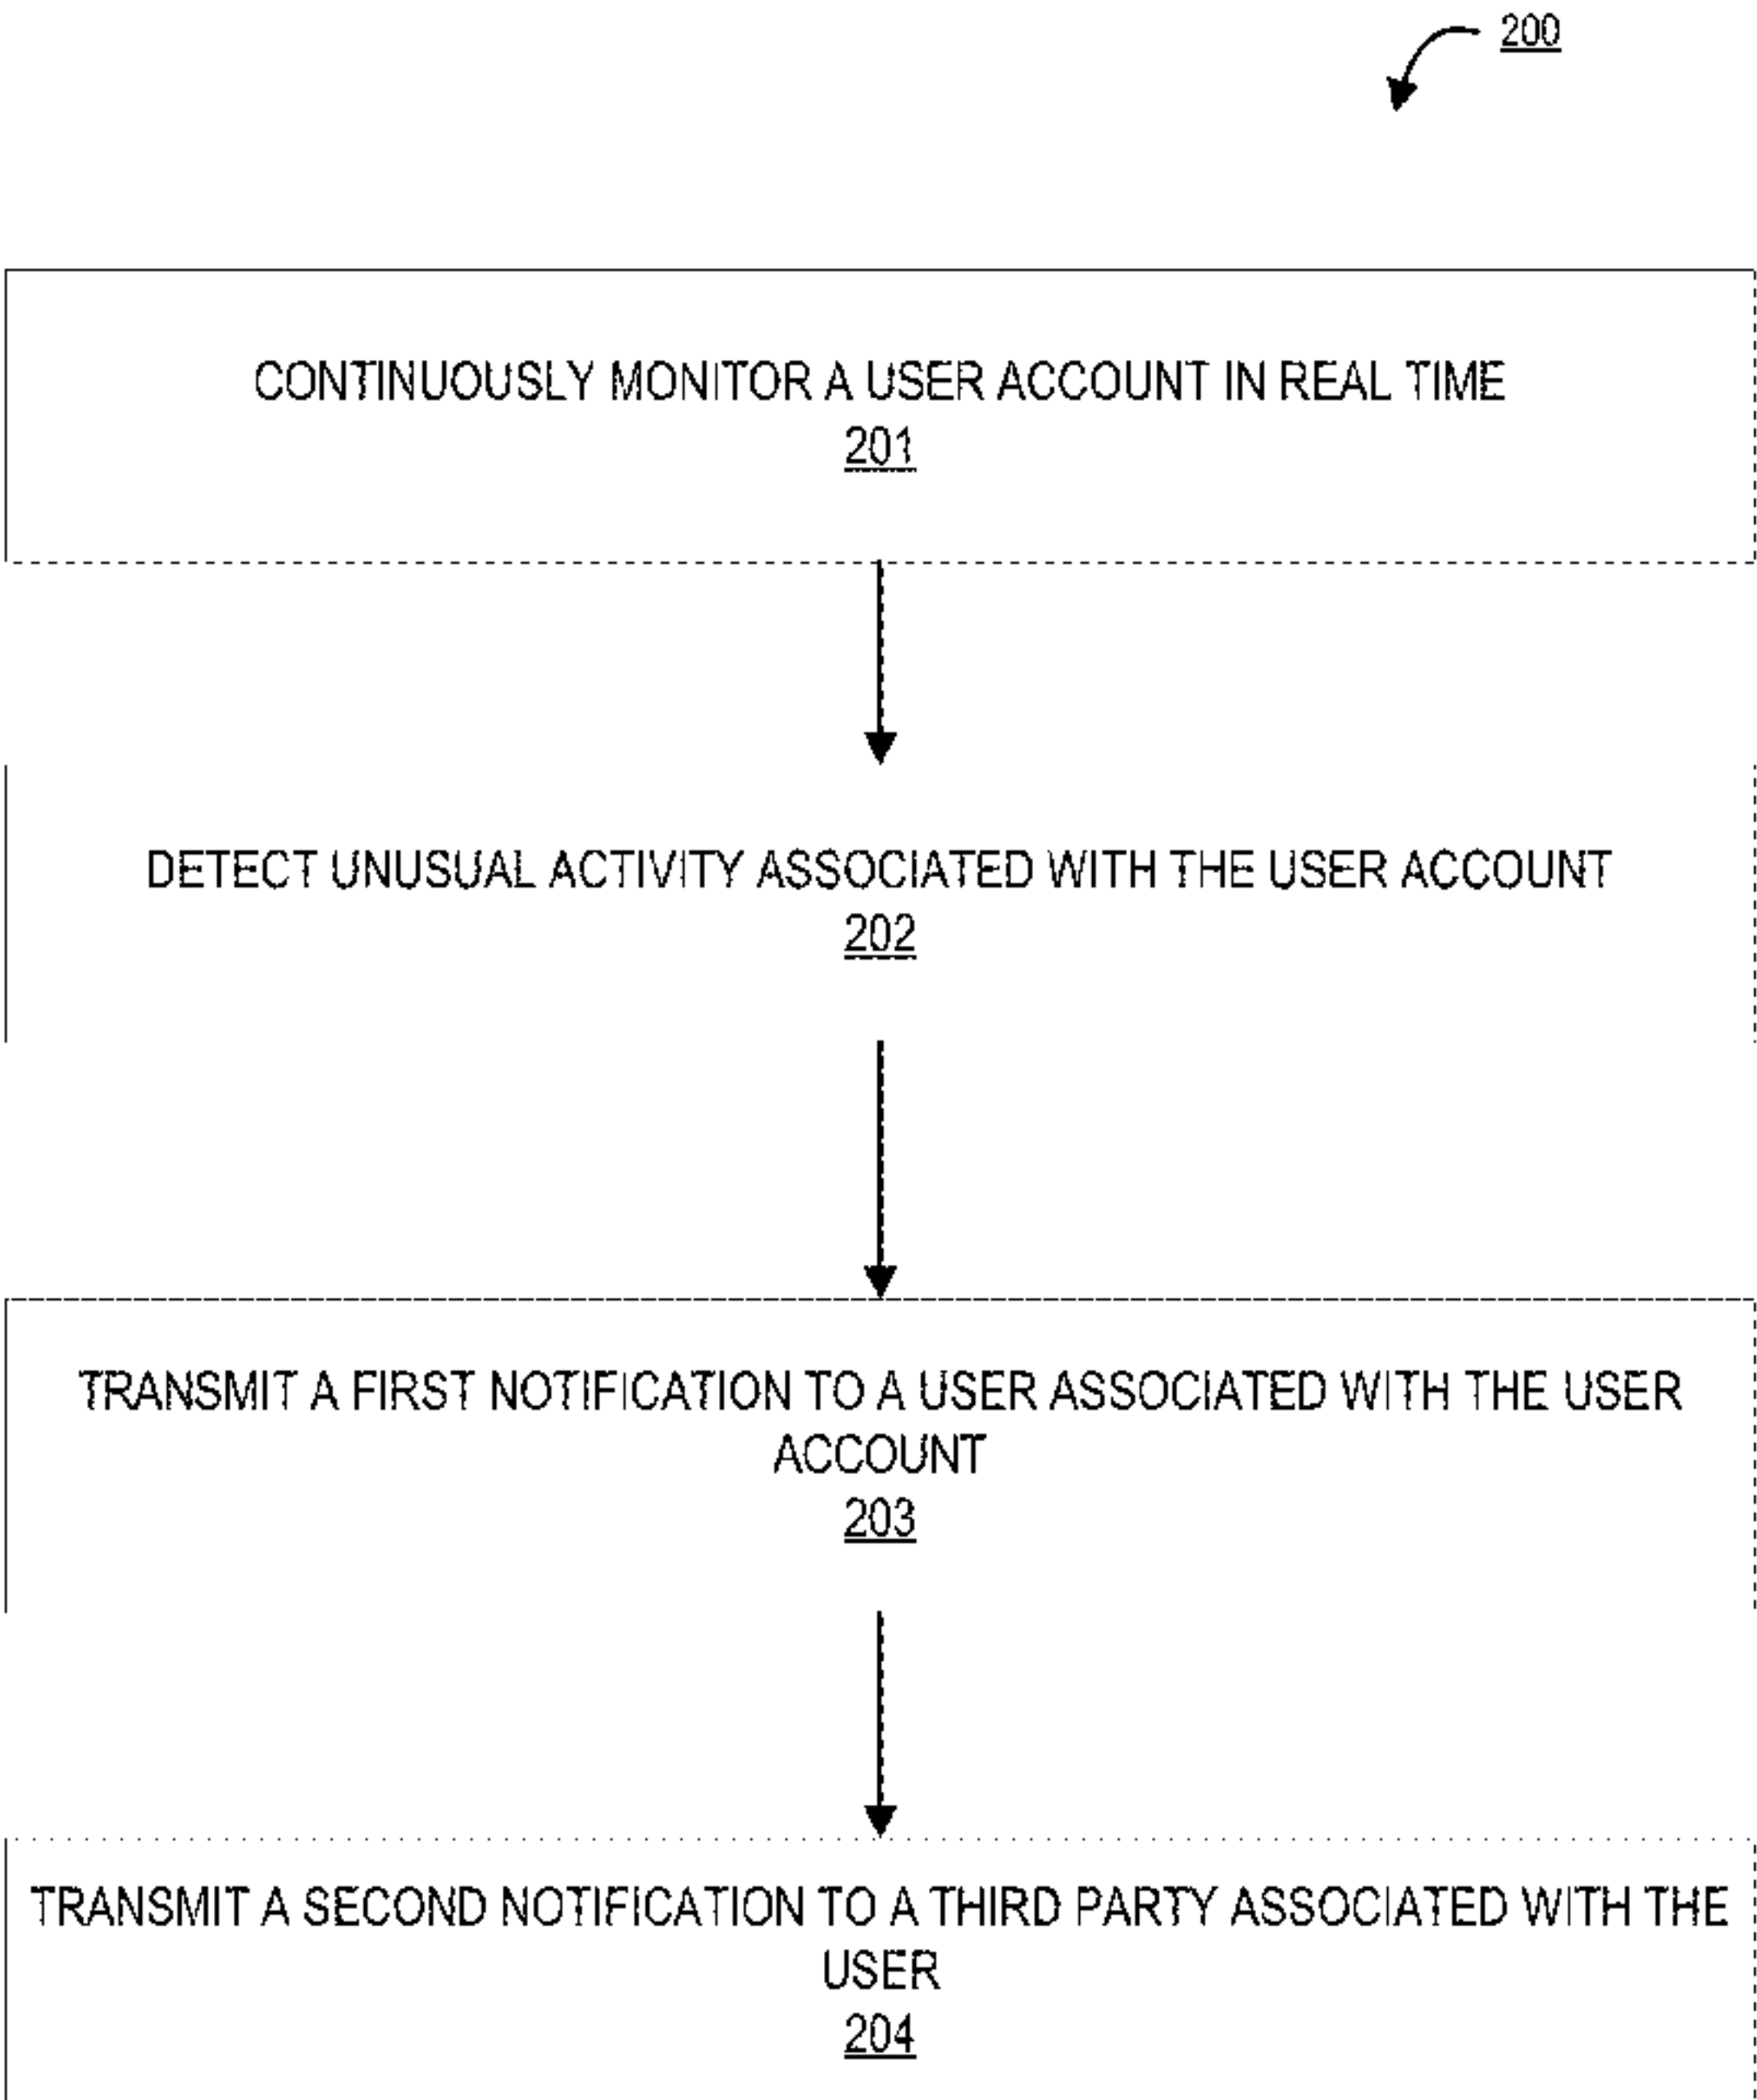 200
CONTINUOUSLY MONITOR A USER ACCOUNT IN REAL TIME
201
DETECT UNUSUAL ACTIVITY ASSOCIATED WITH THE USER ACCOUNT
202
TRANSMIT A FIRST NOTIFICATION TO A USER ASSOCIATED WITH THE USER
ACCOUNT
203
TRANSMIT A SECOND NOTIFICATION TO A THIRD PARTY ASSOCIATED WITH THE
USER
204